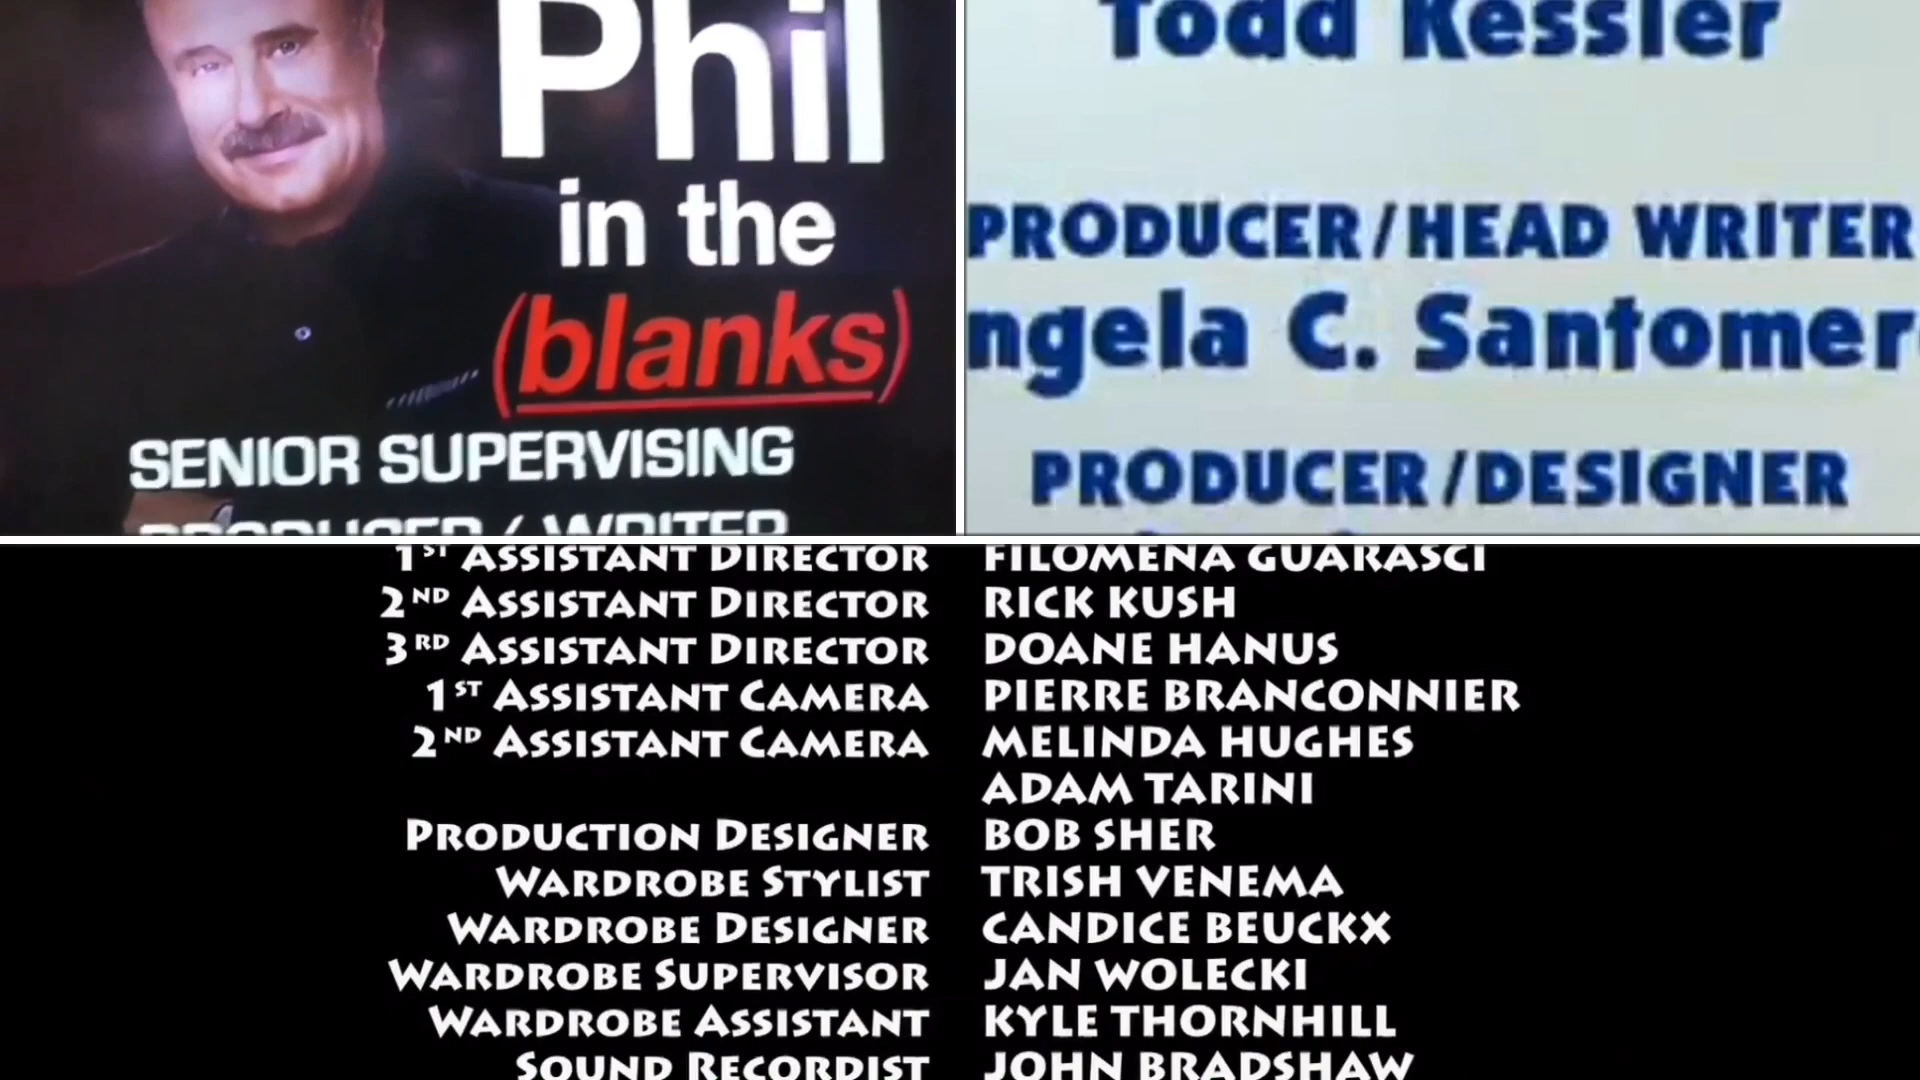 Phil
in the
(blanks)
SENIOR SUPERVISING
PRODUCER / WRITER
Todd Kessler
PRODUCER/HEAD WRITER
ngela C. Santomer
PRODUCER/DESIGNER
1ST ASSISTANT DIRECTOR FILOMENA GUARASCI
2ND ASSISTANT DIRECTOR RICK KUSH
3RD ASSISTANT DIRECTOR DOANE HANUS
1ST ASSISTANT CAMERA PIERRE BRANCONNIER
2ND ASSISTANT CAMERA MELINDA HUGHES
ADAM TARINI
PRODUCTION DESIGNER BOB SHER
WARDROBE STYLIST TRISH VENEMA
WARDROBE DESIGNER CANDICE BEUCKX
WARDROBE SUPERVISOR JAN WOLECKI
WARDROBE ASSISTANT KYLE THORNHILL
SOUND RECORDIST JOHN BRADSHAW